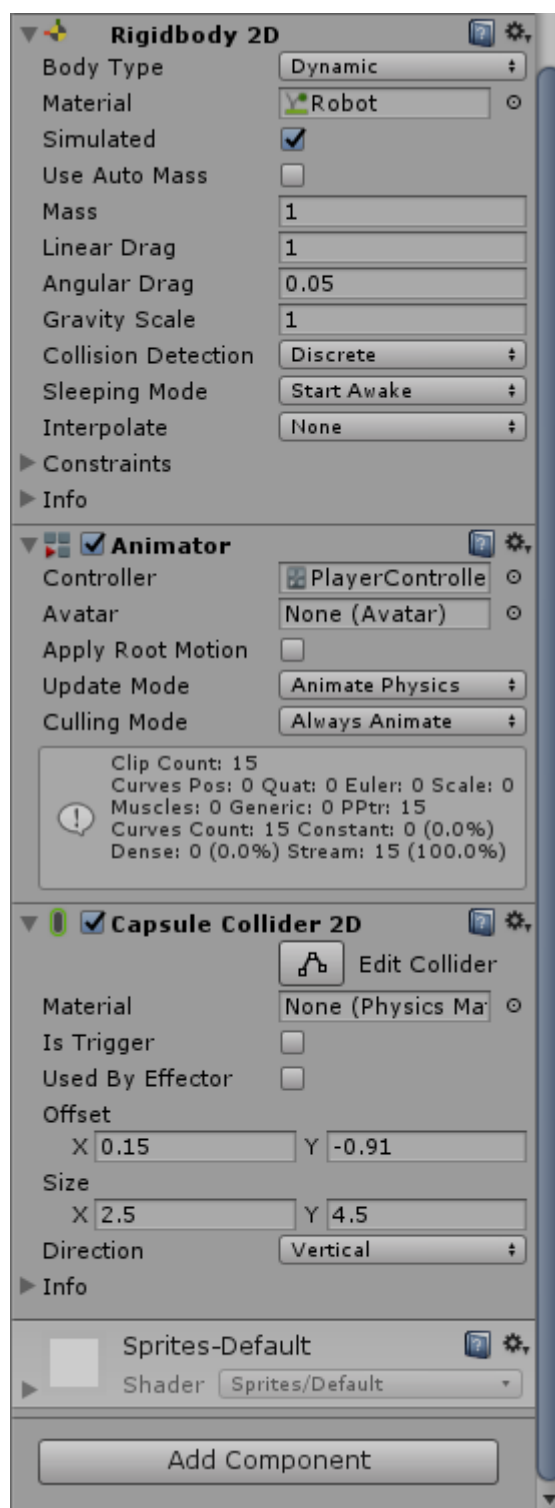 Rigidbody 2D
Body Type Dynamic
Material Robot
Simulated
Use Auto Mass
Mass 1
Linear Drag 1
Angular Drag 0.05
Gravity Scale 1
Collision Detection Discrete
Sleeping Mode Start Awake
Interpolate None
Constraints
Info
Animator
Controller PlayerControlle
Avatar None (Avatar)
Apply Root Motion
Update Mode Animate Physics
Culling Mode Always Animate
Clip Count: 15
Curves Pos: 0 Quat: 0 Euler: 0 Scale: 0
Muscles: 0 Generic: 0 PPtr: 15
Curves Count: 15 Constant: 0 (0.0%)
Dense: 0 (0.0%) Stream: 15 (100.0%)
Capsule Collider 2D
Edit Collider
Material None (Physics Ma
Is Trigger
Used By Effector
Offset
X 0.15 Y -0.91
Size
X 2.5 Y 4.5
Direction Vertical
Info
Sprites-Default
Shader Sprites/Default
Add Component